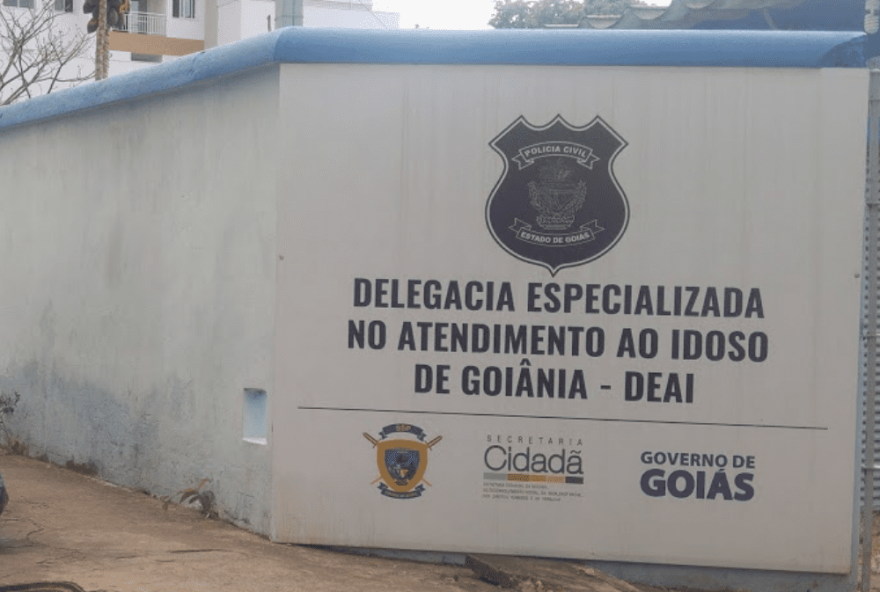 POLICIA CIVIL
ESTADO DE GOIÁS
DELEGACIA ESPECIALIZADA
NO ATENDIMENTO AO IDOSO
DE GOIÂNIA - DEAI
SSP
SECRETARIA
Cidadã
GOVERNO DE
GOIÁS